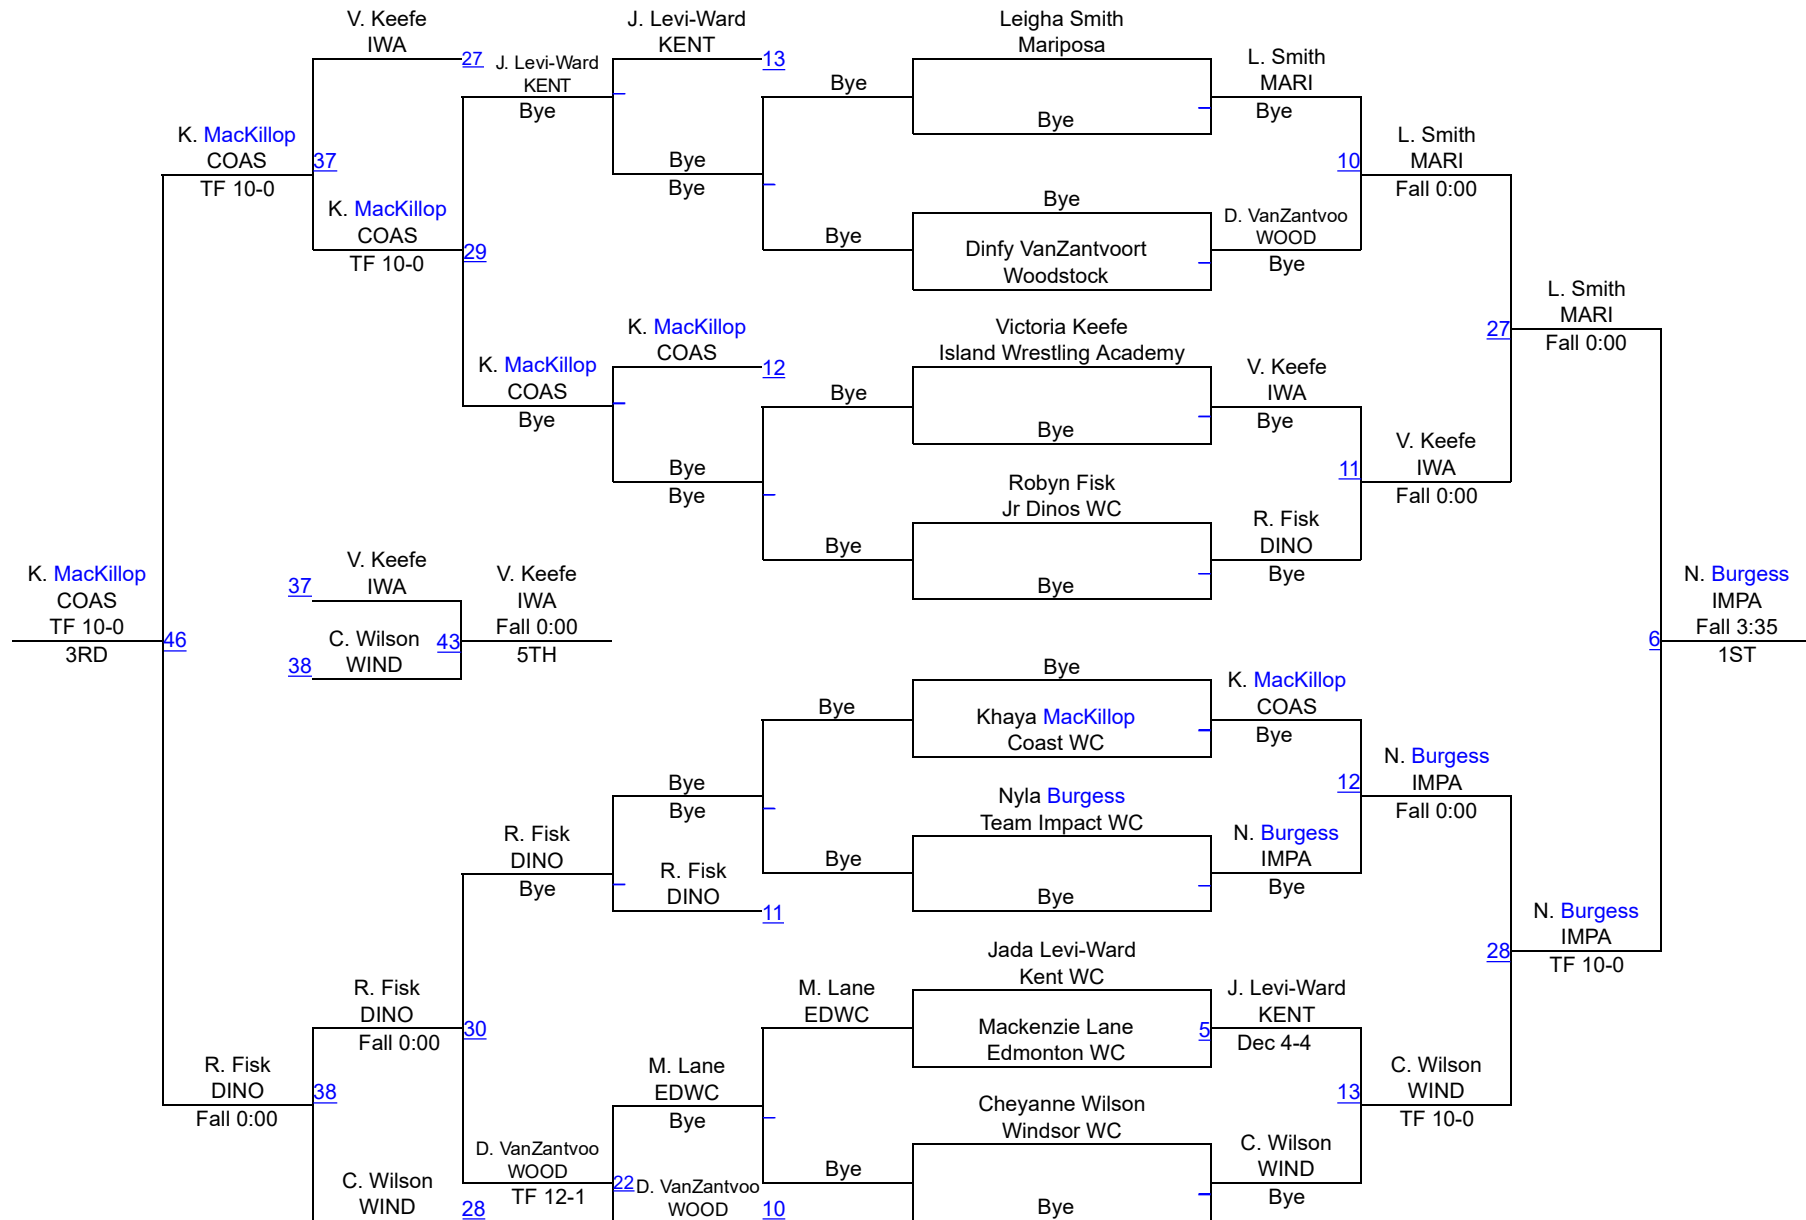 V. Keefe
IWA
27
J. Levi-Ward
KENT
Bye
J. Levi-Ward
KENT
13
Bye
Leigha Smith
Mariposa
Bye
L. Smith
MARI
Bye
K. MacKillop
COAS
TF 10-0
37
K. MacKillop
COAS
TF 10-0
29
Bye
Bye
10
L. Smith
MARI
Fall 0:00
Bye
Bye
Dinfy VanZantvoort
Woodstock
D. VanZantvoo
WOOD
Bye
L. Smith
MARI
Fall 0:00
27
K. MacKillop
COAS
12
K. MacKillop
COAS
Bye
Bye
Victoria Keefe
Island Wrestling Academy
Bye
V. Keefe
IWA
Bye
Bye
Bye
11
V. Keefe
IWA
Fall 0:00
Bye
Robyn Fisk
Jr Dinos WC
Bye
R. Fisk
DINO
Bye
K. MacKillop
COAS
TF 10-0
3RD
46
37
V. Keefe
IWA
38
C. Wilson
WIND
43
V. Keefe
IWA
Fall 0:00
5TH
N. Burgess
IMPA
Fall 3:35
1ST
6
Bye
Bye
Khaya MacKillop
Coast WC
K. MacKillop
COAS
Bye
Bye
Bye
12
N. Burgess
IMPA
Fall 0:00
R. Fisk
DINO
Bye
R. Fisk
DINO
11
Bye
Nyla Burgess
Team Impact WC
Bye
N. Burgess
IMPA
Bye
28
N. Burgess
IMPA
TF 10-0
R. Fisk
DINO
Fall 0:00
30
M. Lane
EDWC
Jada Levi-Ward
Kent WC
Mackenzie Lane
Edmonton WC
5
J. Levi-Ward
KENT
Dec 4-4
R. Fisk
DINO
Fall 0:00
38
M. Lane
EDWC
Bye
13
C. Wilson
WIND
TF 10-0
C. Wilson
WIND
28
D. VanZantvoo
WOOD
TF 12-1
22
D. VanZantvoo
WOOD
10
Bye
Cheyanne Wilson
Windsor WC
Bye
C. Wilson
WIND
Bye